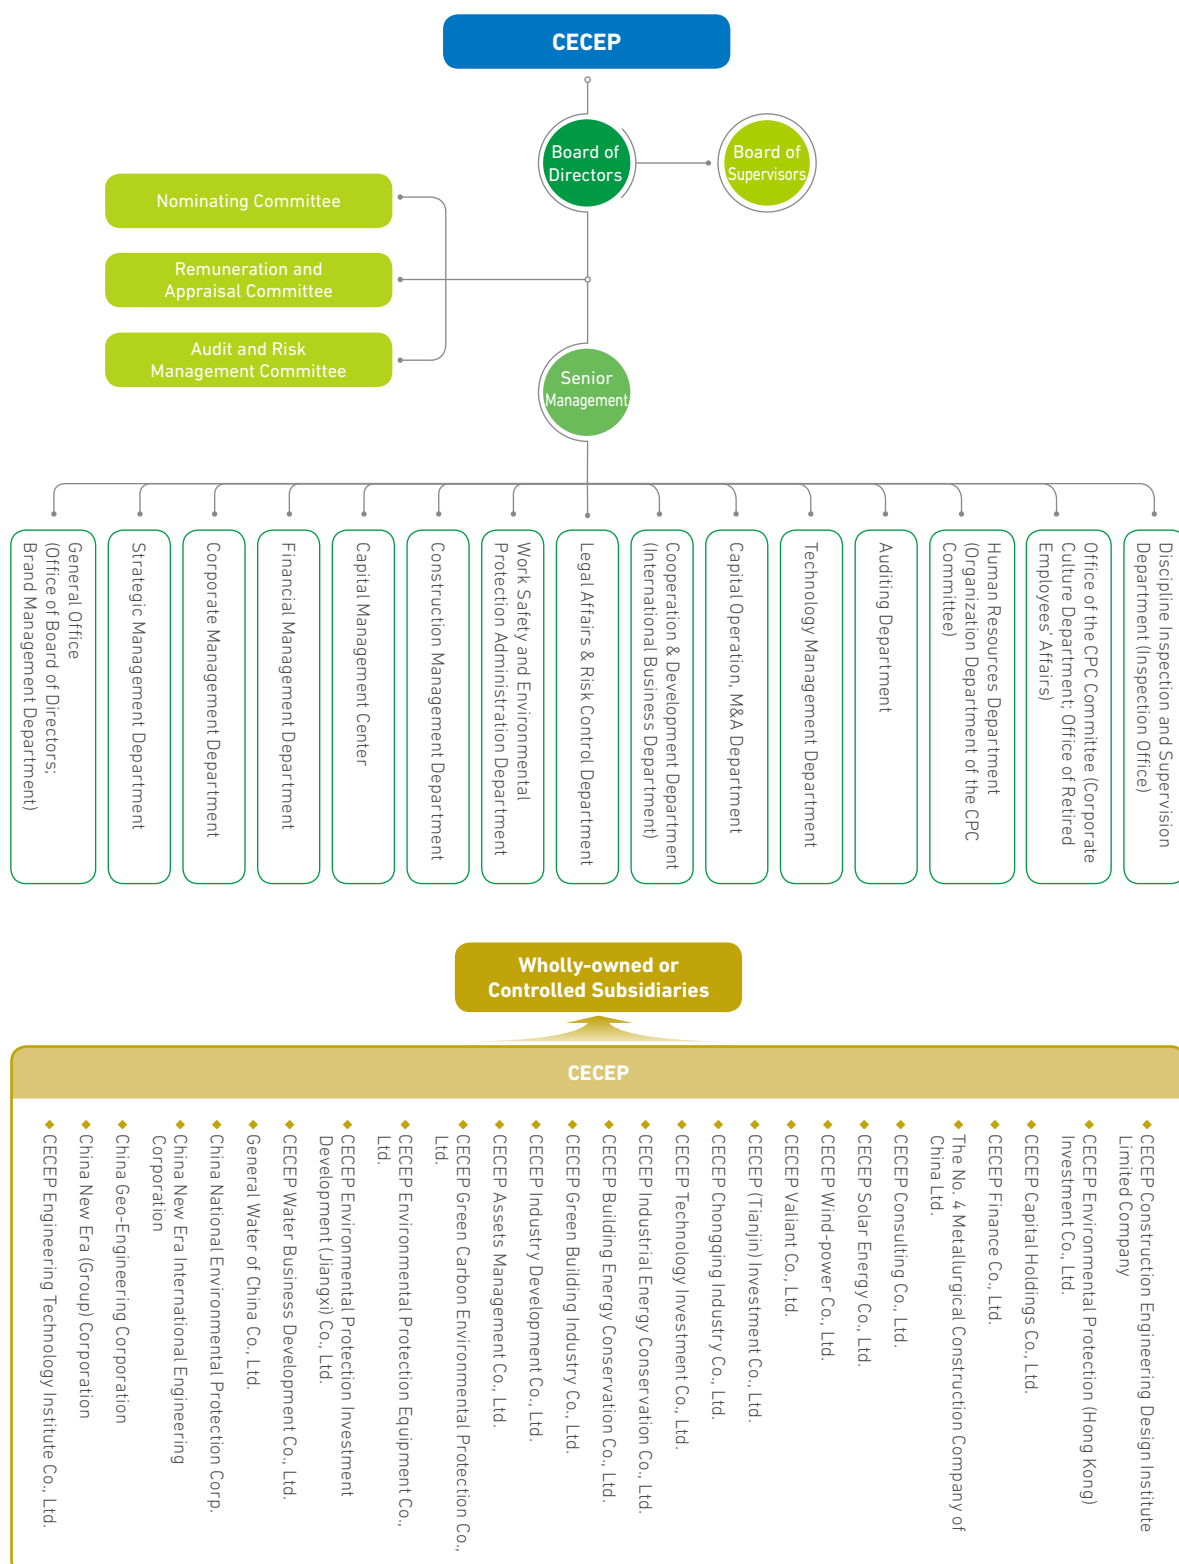 CECEP
Board of
Directors
Board of
Supervisors
Nominating Committee
Remuneration and
Appraisal Committee
Audit and Risk
Management Committee
Senior
Management
General Office
(Office of Board of Directors;
Brand Management Department)
Strategic Management Department
Corporate Management Department
Financial Management Department
Capital Management Center
Construction Management Department
Work Safety and Environmental
Protection Administration Department
Legal Affairs & Risk Control Department
Cooperation & Development Department
(International Business Department)
Capital Operation, M&A Department
Technology Management Department
Auditing Department
Human Resources Department
(Organization Department of the CPC
Committee)
Office of the CPC Committee (Corporate
Culture Department; Office of Retired
Employees' Affairs)
Discipline Inspection and Supervision
Department (Inspection Office)
Wholly-owned or
Controlled Subsidiaries
CECEP
CECEP Engineering Technology Institute Co., Ltd.
China New Era (Group) Corporation
China Geo-Engineering Corporation
China New Era International Engineering
Corporation
China National Environmental Protection Corp.
General Water of China Co., Ltd.
CECEP Water Business Development Co., Ltd.
CECEP Environmental Protection Investment
Development (Jiangxi) Co., Ltd.
CECEP Environmental Protection Equipment Co.,
Ltd.
CECEP Green Carbon Environmental Protection Co.,
Ltd.
CECEP Assets Management Co., Ltd.
CECEP Industry Development Co., Ltd.
CECEP Green Building Industry Co., Ltd.
CECEP Building Energy Conservation Co., Ltd.
CECEP Industrial Energy Conservation Co., Ltd.
CECEP Technology Investment Co., Ltd.
CECEP Chongqing Industry Co., Ltd.
CECEP (Tianjin) Investment Co., Ltd.
CECEP Valiant Co., Ltd.
CECEP Wind-power Co., Ltd.
CECEP Solar Energy Co., Ltd.
CECEP Consulting Co., Ltd.
The No. 4 Metallurgical Construction Company of
China Ltd.
CECEP Finance Co., Ltd.
CECEP Capital Holdings Co., Ltd.
CECEP Environmental Protection (Hong Kong)
Investment Co., Ltd.
CECEP Construction Engineering Design Institute
Limited Company